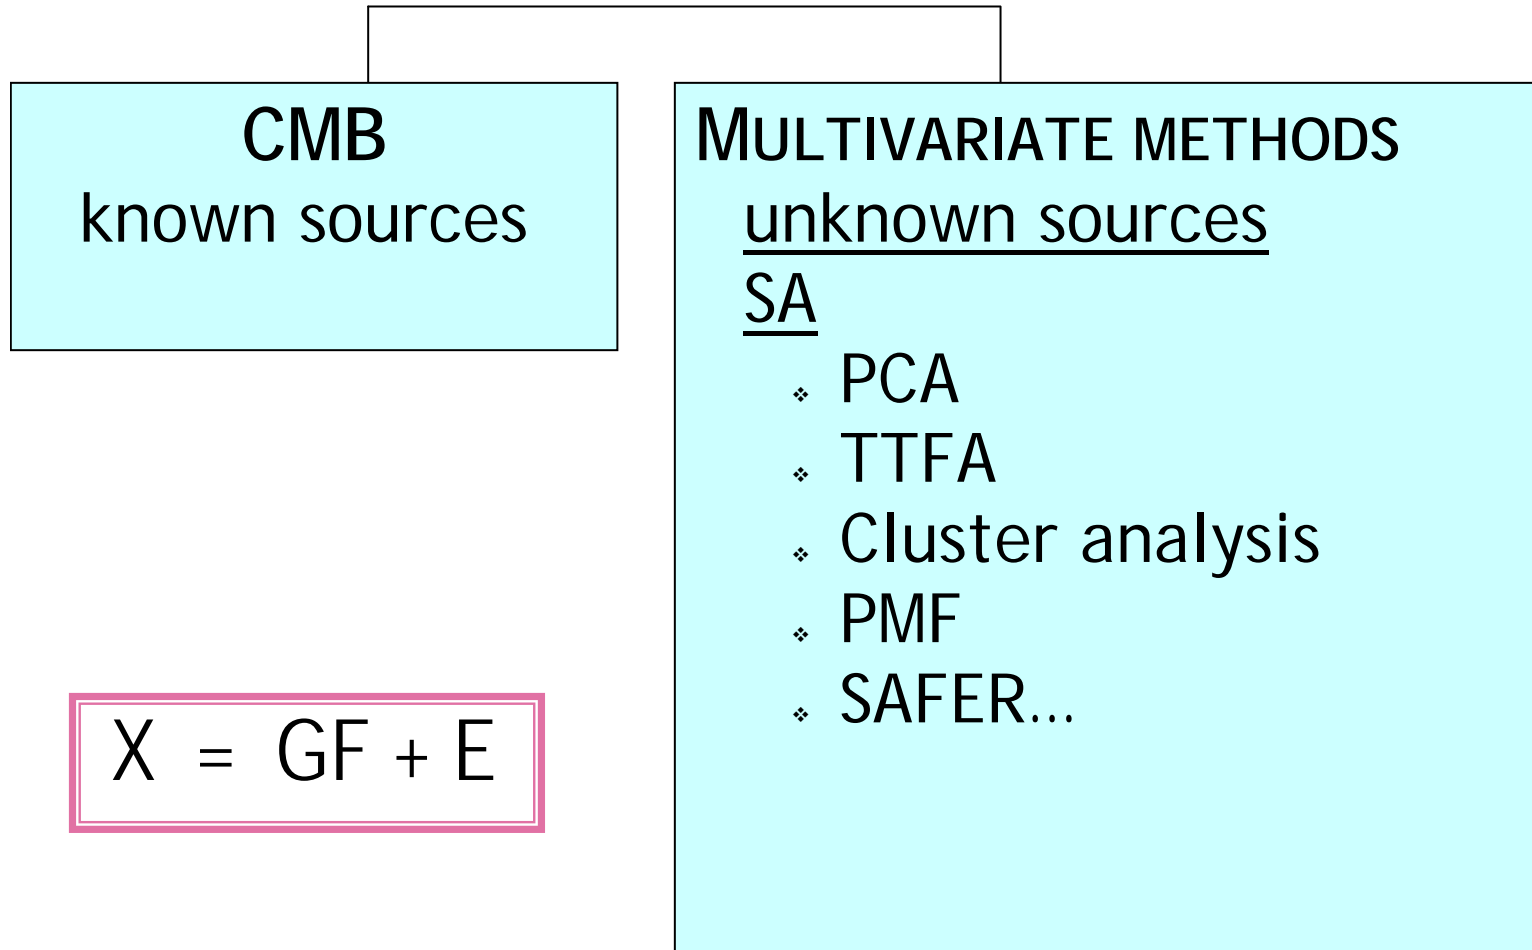 CMB
known sources
MULTIVARIATE METHODS
unknown sources
SA
❖ PCA
❖ TTFA
❖ Cluster analysis
❖ PMF
❖ SAFER...
X = GF + E